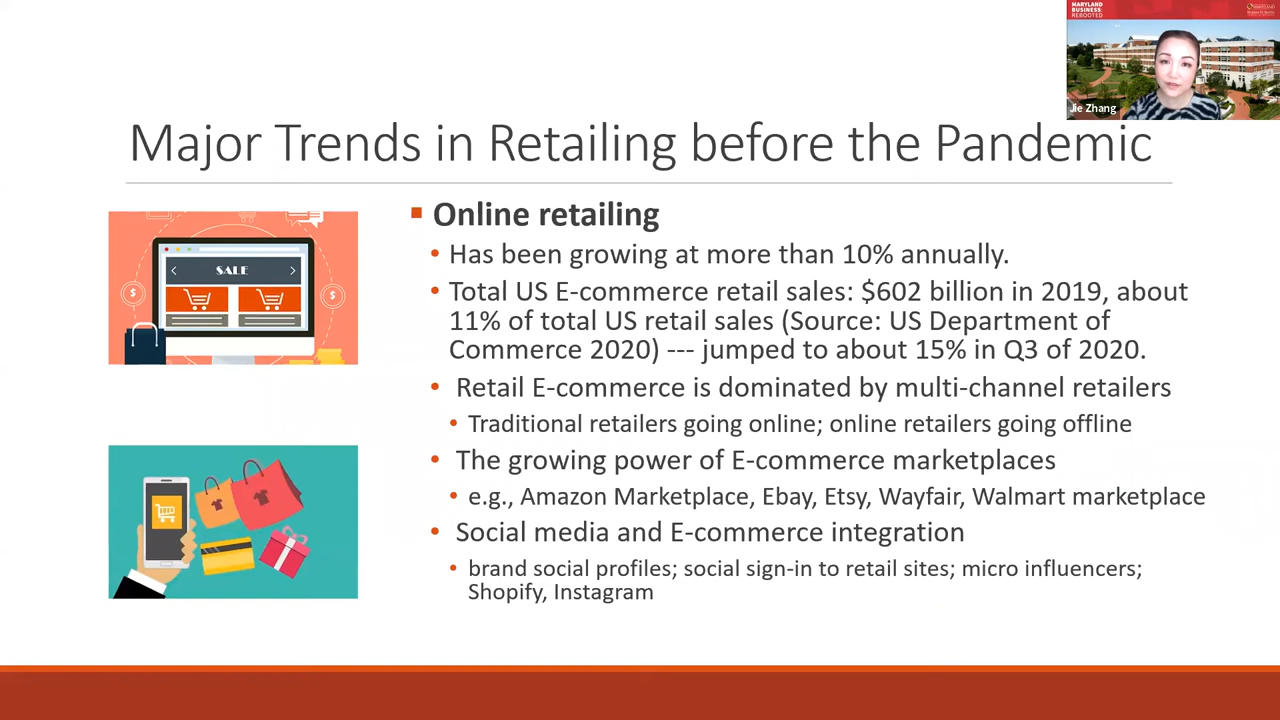 MARYLAND
BUSINESS:
REBOOTED
Jie Zhang
Major Trends in Retailing before the Pandemic
SALE
$
$
▪ Online retailing
• Has been growing at more than 10% annually.
• Total US E-commerce retail sales: $602 billion in 2019, about
11% of total US retail sales (Source: US Department of
Commerce 2020) --- jumped to about 15% in Q3 of 2020.
• Retail E-commerce is dominated by multi-channel retailers
• Traditional retailers going online; online retailers going offline
• The growing power of E-commerce marketplaces
• e.g., Amazon Marketplace, Ebay, Etsy, Wayfair, Walmart marketplace
• Social media and E-commerce integration
• brand social profiles; social sign-in to retail sites; micro influencers;
Shopify, Instagram